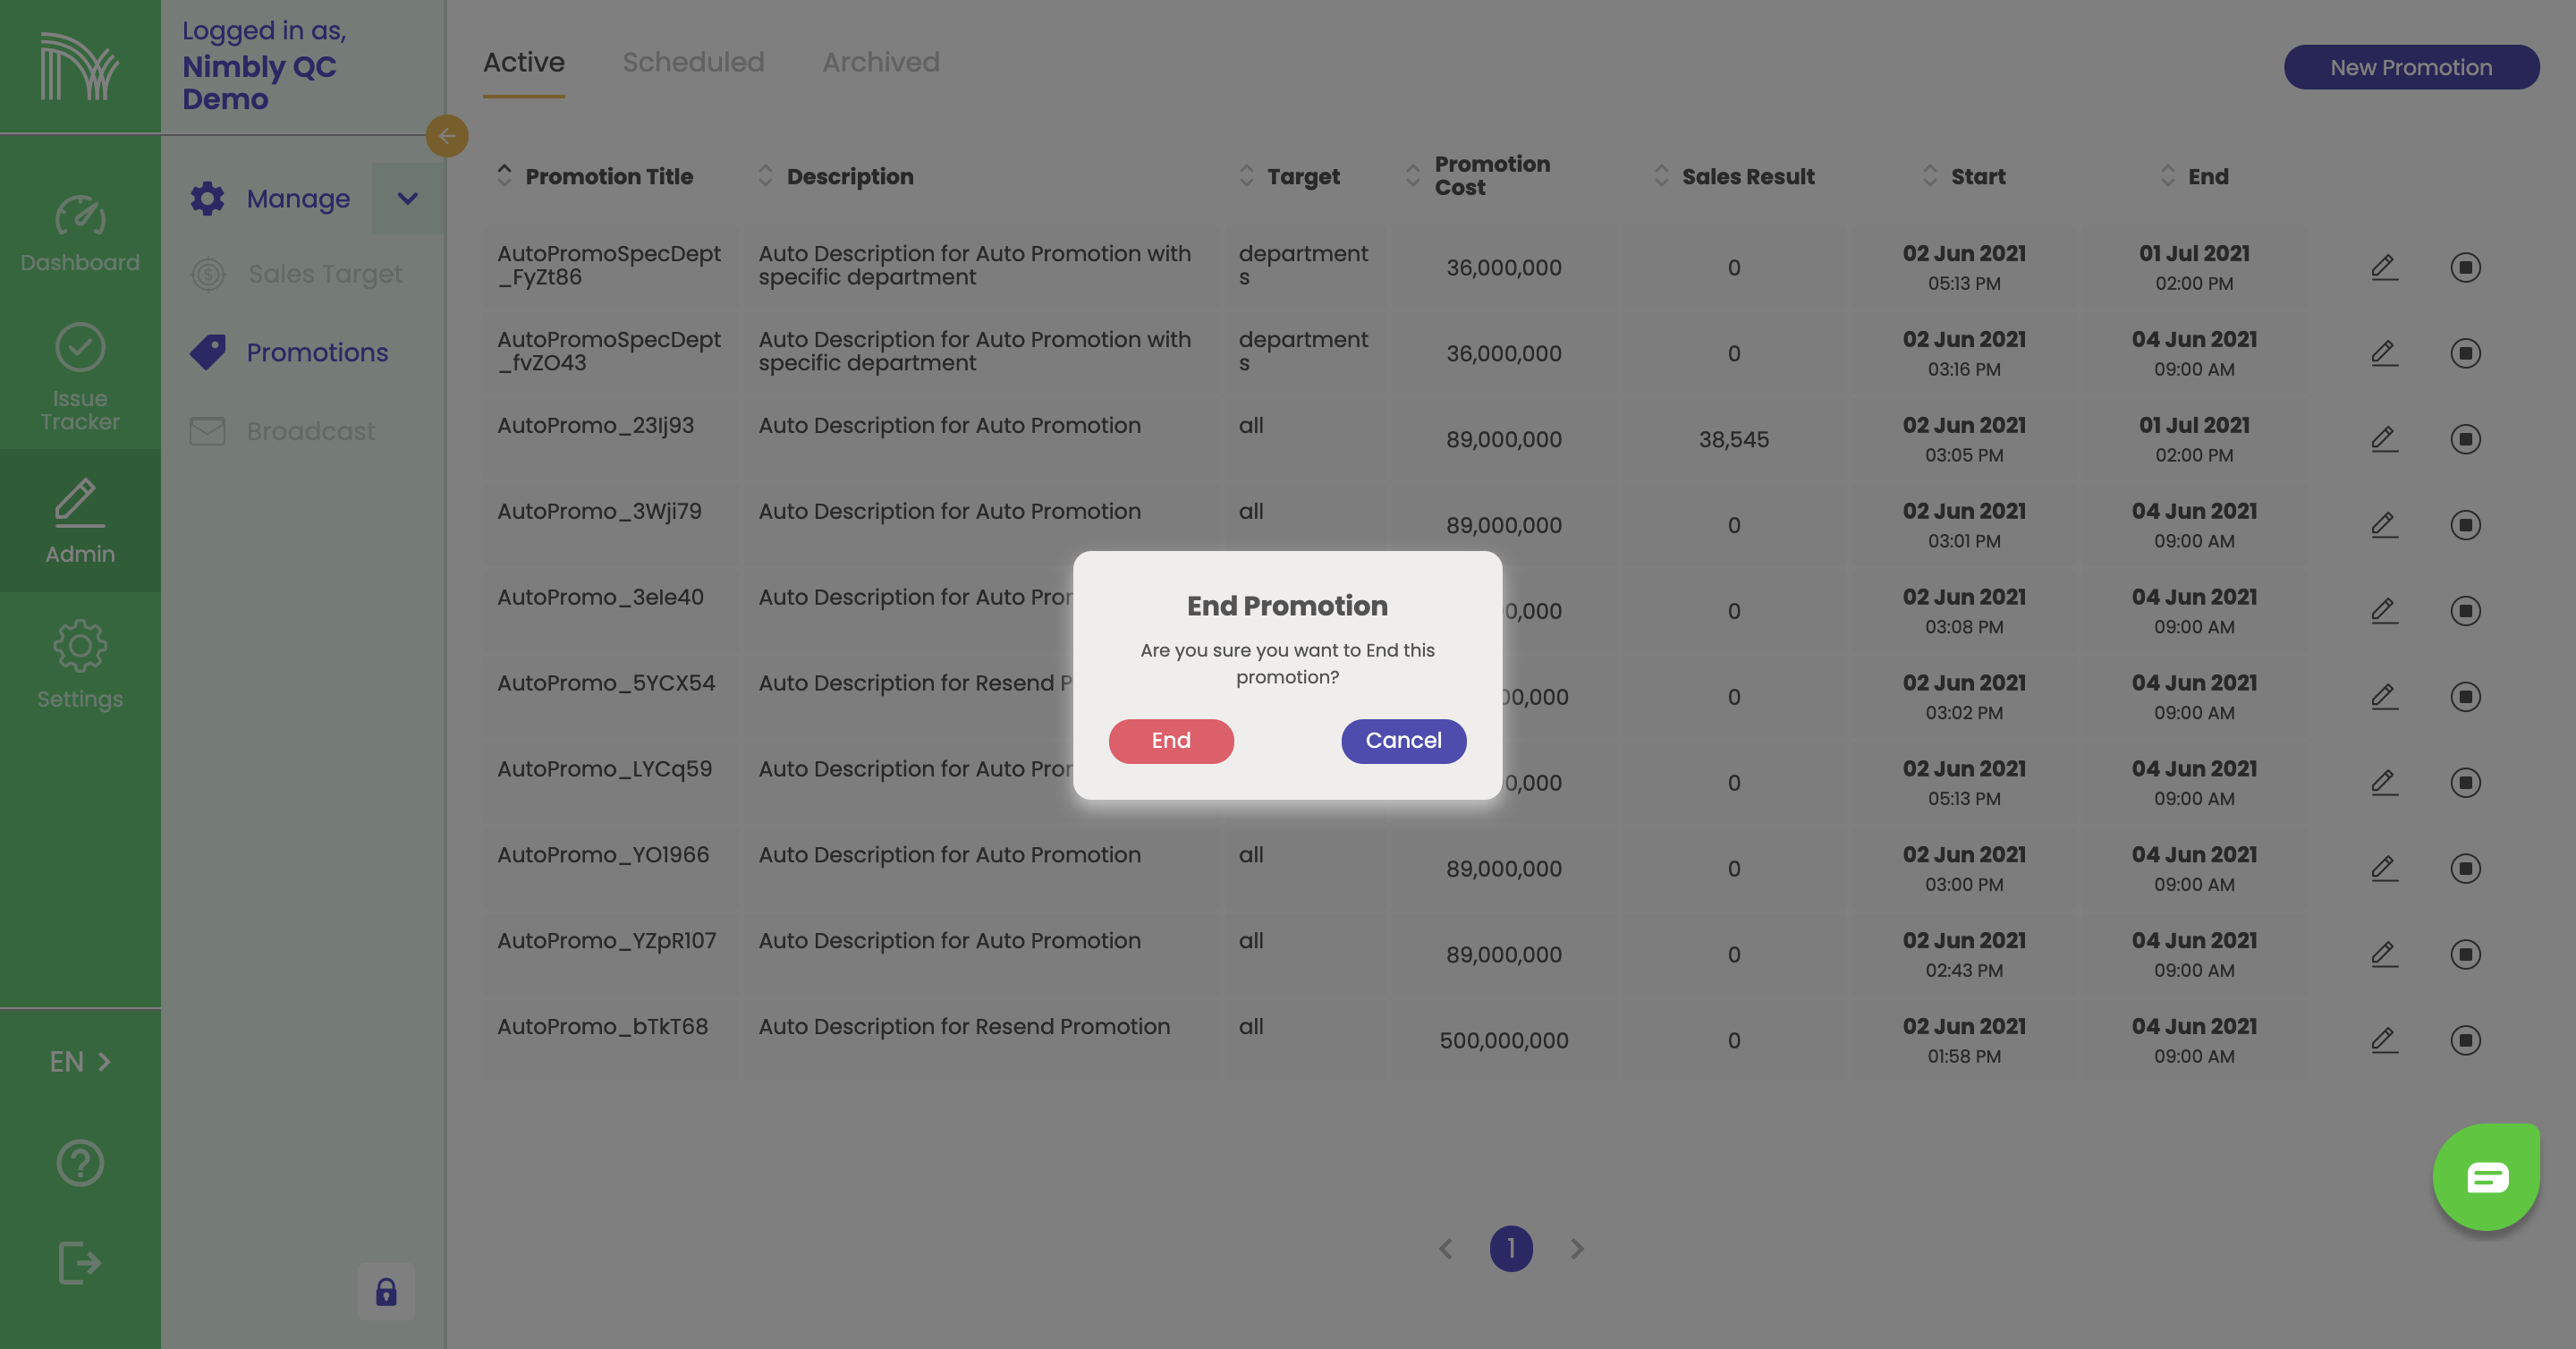 Logged in as,
Nimbly QC
Demo
Dashboard
Issue
Tracker
Admin
Settings
EN
Manage
Sales Target
Promotions
Broadcast
Active Scheduled Archived
New Promotion
Promotion Title Description Target Promotion Cost Sales Result Start End
AutoPromoSpecDept Auto Description for Auto Promotion with department 36,000,000 0 02 Jun 2021 01 Jul 2021
_FyZt86 specific department s 05:13 PM 02:00 PM
AutoPromoSpecDept Auto Description for Auto Promotion with department 36,000,000 0 02 Jun 2021 04 Jun 2021
_fvZO43 specific department s 03:16 PM 09:00 AM
AutoPromo_23Ij93 Auto Description for Auto Promotion all 89,000,000 38,545 02 Jun 2021 01 Jul 2021
03:05 PM 02:00 PM
AutoPromo_3Wji79 Auto Description for Auto Promotion all 89,000,000 0 02 Jun 2021 04 Jun 2021
03:01 PM 09:00 AM
AutoPromo_3eIe40 Auto Description for Auto 0,000 0 02 Jun 2021 04 Jun 2021
03:08 PM 09:00 AM
AutoPromo_5YCX54 Auto Description for Resend 00,000 0 02 Jun 2021 04 Jun 2021
03:02 PM 09:00 AM
AutoPromo_LYCq59 Auto Description for Auto 0,000 0 02 Jun 2021 04 Jun 2021
05:13 PM 09:00 AM
AutoPromo_YO1966 Auto Description for Auto Promotion all 89,000,000 0 02 Jun 2021 04 Jun 2021
03:00 PM 09:00 AM
AutoPromo_YZpR107 Auto Description for Auto Promotion all 89,000,000 0 02 Jun 2021 04 Jun 2021
02:43 PM 09:00 AM
AutoPromo_bTkT68 Auto Description for Resend Promotion all 500,000,000 0 02 Jun 2021 04 Jun 2021
01:58 PM 09:00 AM
End Promotion
Are you sure you want to End this
promotion?
End Cancel
1